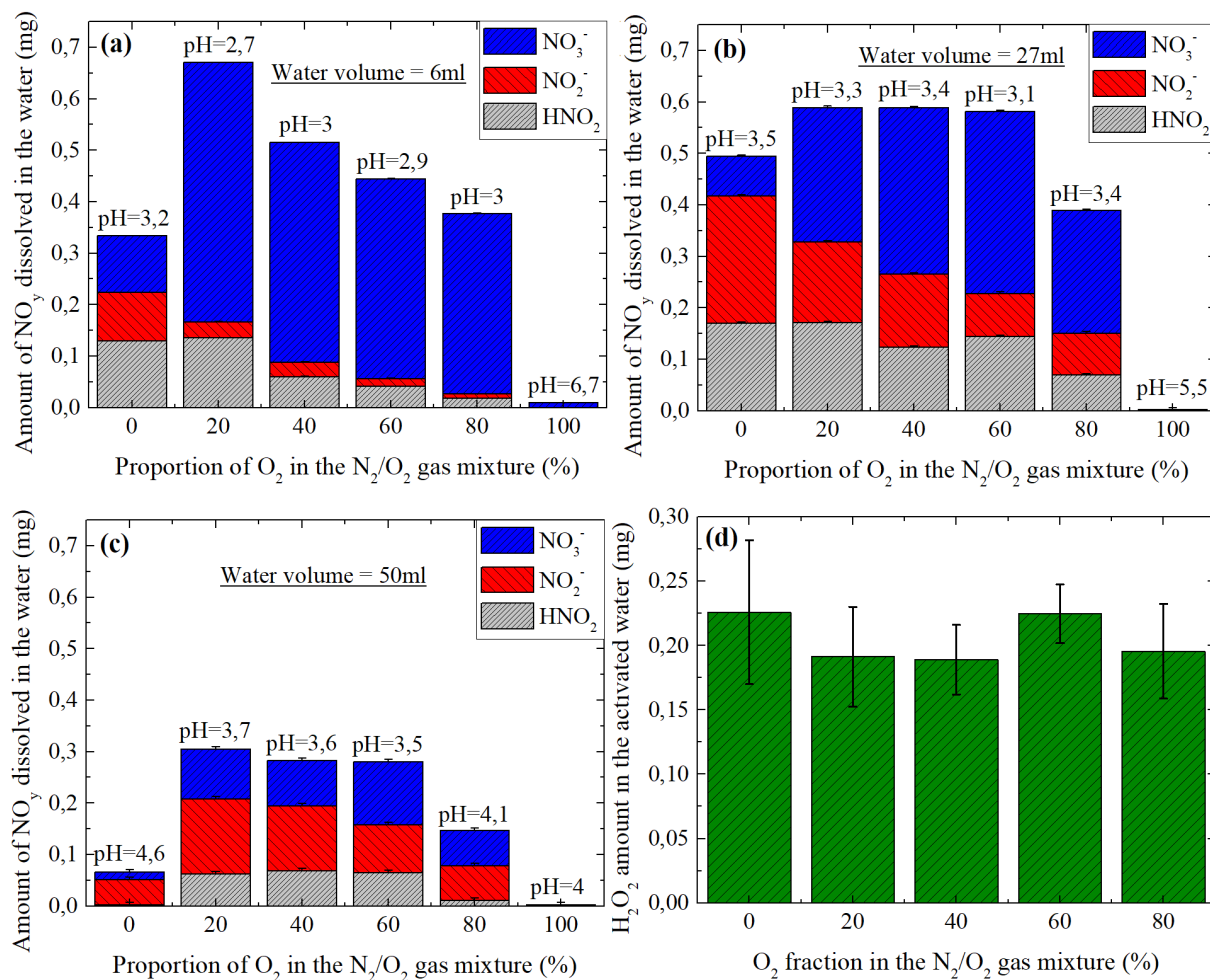 (a)
Water volume = 6ml
NO3-
NO2-
HNO2
pH=3,2
pH=2,7
pH=3
pH=2,9
pH=3
pH=6,7
Amount of NOy dissolved in the water (mg)
0,7
0,6
0,5
0,4
0,3
0,2
0,1
0,0
0 20 40 60 80 100
Proportion of O2 in the N2/O2 gas mixture (%)
(b)
Water volume = 27ml
NO3-
NO2-
HNO2
pH=3,5
pH=3,3
pH=3,4
pH=3,1
pH=3,4
pH=5,5
Amount of NOy dissolved in the water (mg)
0,7
0,6
0,5
0,4
0,3
0,2
0,1
0,0
0 20 40 60 80 100
Proportion of O2 in the N2/O2 gas mixture (%)
(c)
Water volume = 50ml
NO3-
NO2-
HNO2
pH=4,6
pH=3,7
pH=3,6
pH=3,5
pH=4,1
pH=4
Amount of NOy dissolved in the water (mg)
0,7
0,6
0,5
0,4
0,3
0,2
0,1
0,0
0 20 40 60 80 100
Proportion of O2 in the N2/O2 gas mixture (%)
(d)
H2O2 amount in the activated water (mg)
0,30
0,25
0,20
0,15
0,10
0,05
0,00
0 20 40 60 80
O2 fraction in the N2/O2 gas mixture (%)